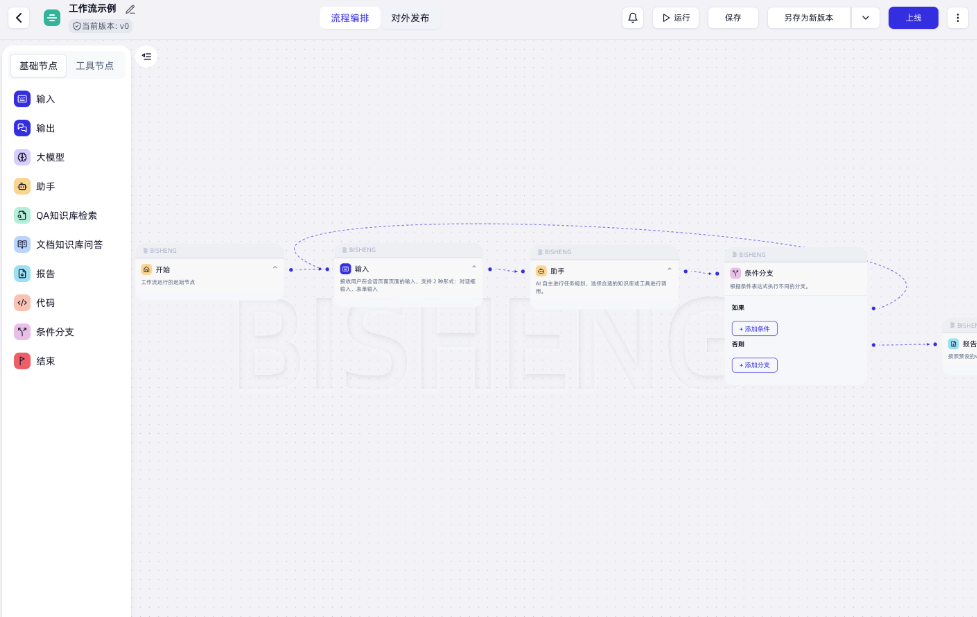 工作流示例
当前版本: v0
流程编排
对外发布
运行
保存
另存为新版本
上线
基础节点
工具节点
输入
输出
大模型
助手
QA知识库检索
文档知识库问答
报告
代码
条件分支
结束
BISHENG
开始
工作流运行的起始节点
BISHENG
输入
接收用户在会话页面页面的输入，支持 2 种形式：对话框
输入，表单输入
BISHENG
助手
AI 自主进行任务规划，选择合适的知识库或工具进行调
用。
BISHENG
条件分支
根据条件表达式执行不同的分支。
如果
+ 添加条件
否则
+ 添加分支
BISHEN
报告
BISHENG